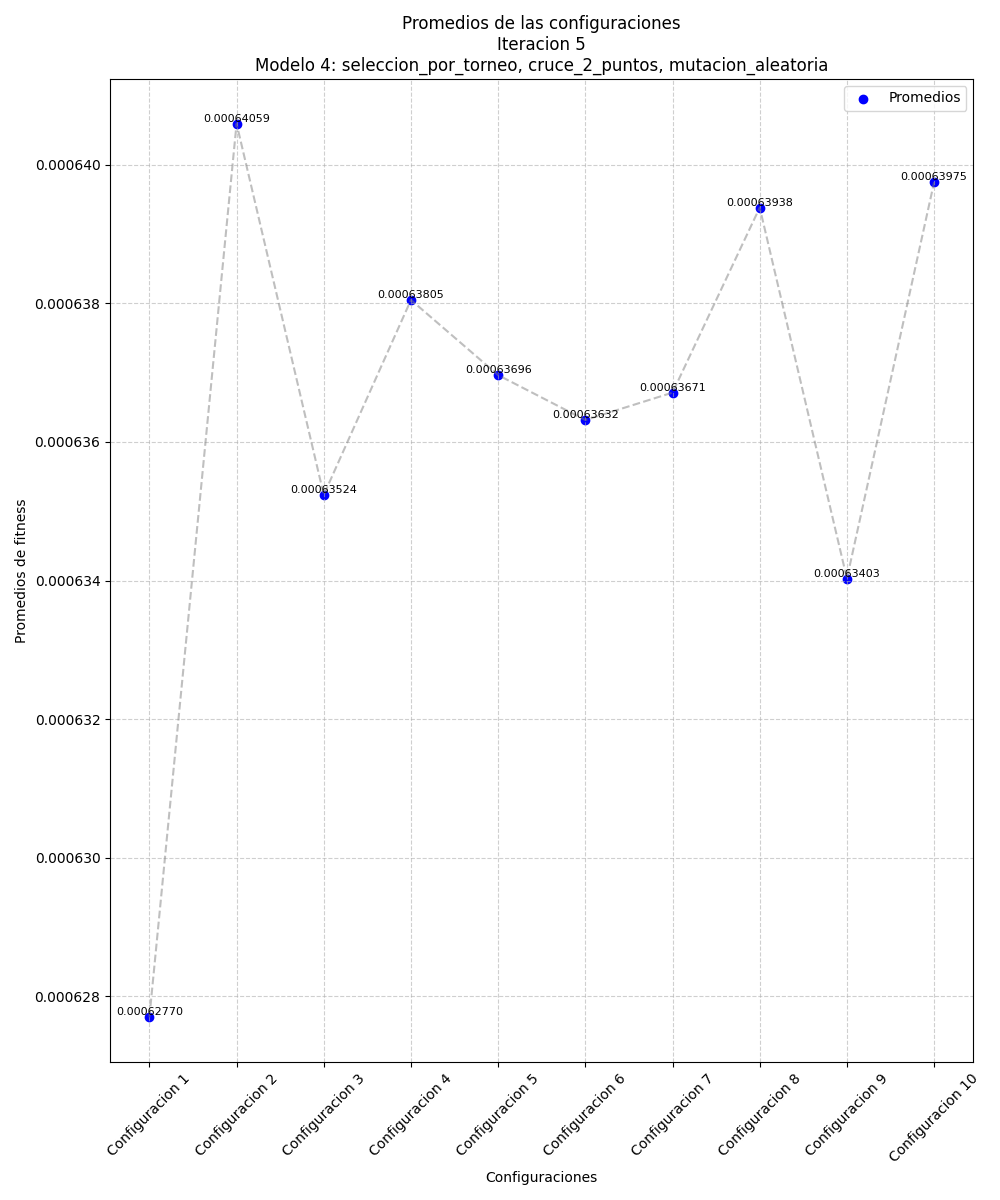 Promedios de las configuraciones
Iteracion 5
Modelo 4: seleccion_por_torneo, cruce_2_puntos, mutacion_aleatoria
Promedios
0.000640
0.000638
0.000636
0.000634
0.000632
0.000630
0.000628
Promedios de fitness
0.00062770
0.00064059
0.00063524
0.00063805
0.00063696
0.00063632
0.00063671
0.00063938
0.00063403
0.00063975
Configuracion 1
Configuracion 2
Configuracion 3
Configuracion 4
Configuracion 5
Configuracion 6
Configuracion 7
Configuracion 8
Configuracion 9
Configuracion 10
Configuraciones